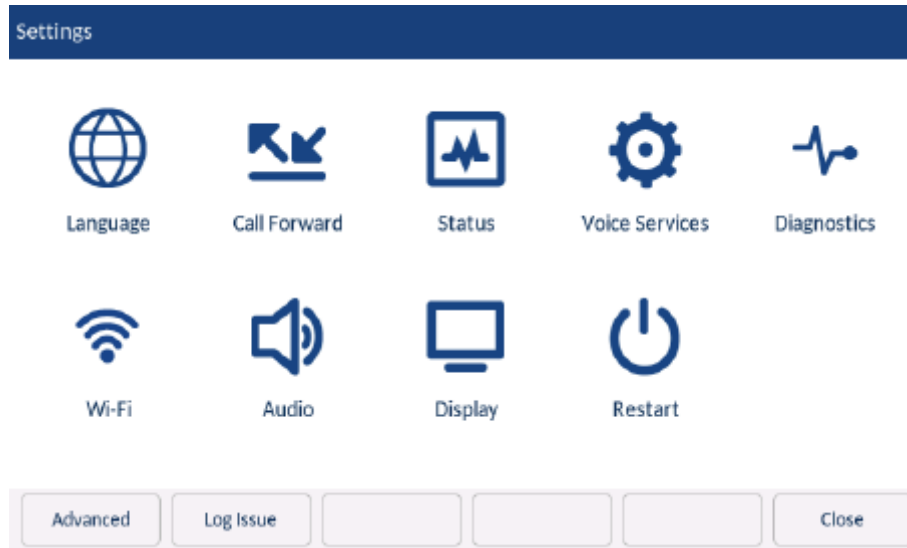 Settings
Language Call Forward Status Voice Services Diagnostics
Wi-Fi Audio Display Restart
Advanced Log Issue Close